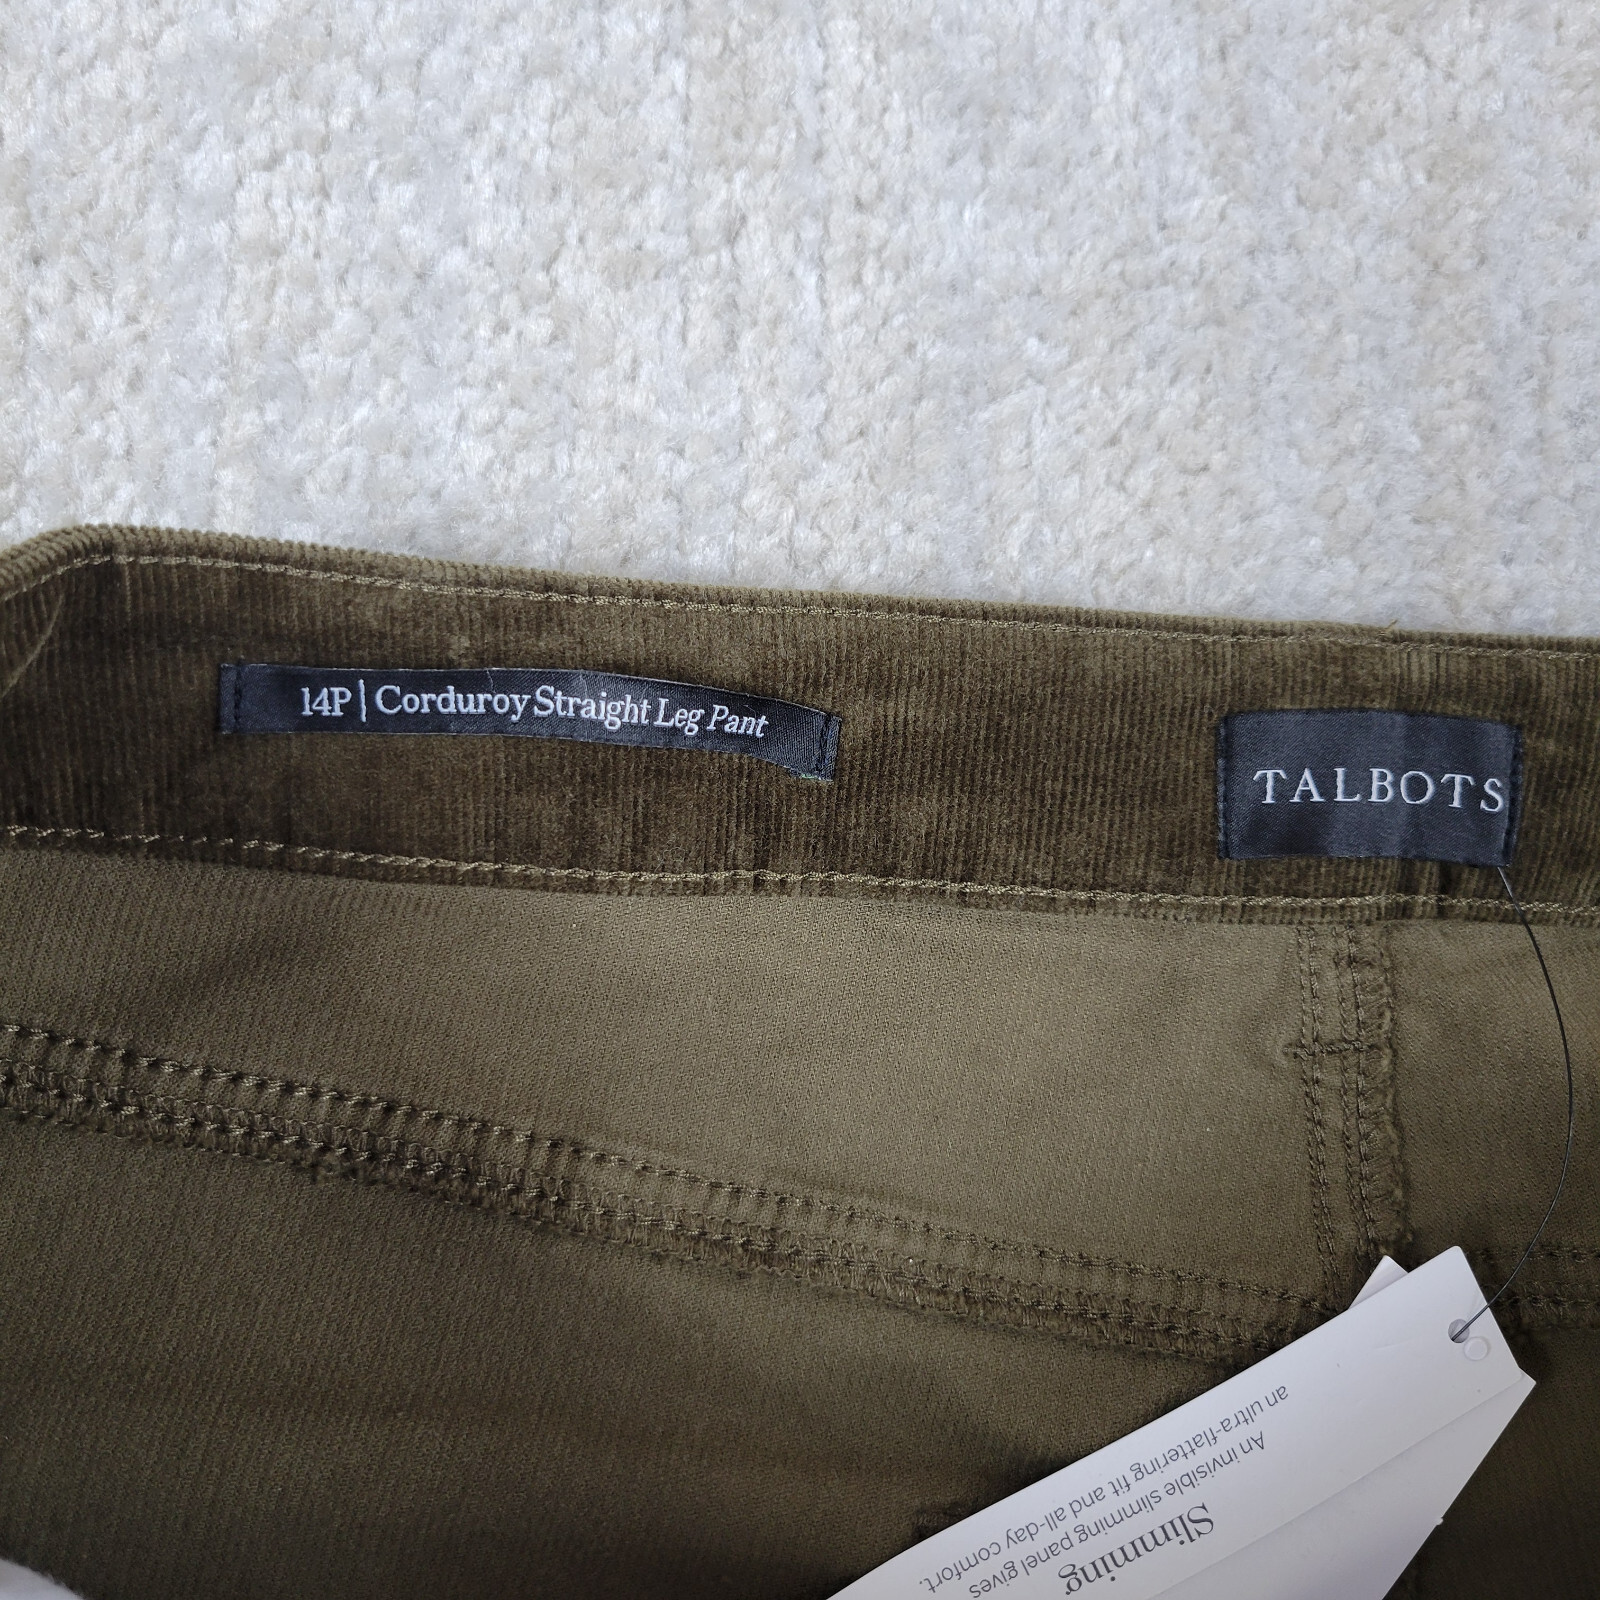 14P | Corduroy Straight Leg Pant
TALBOTS
Slimming
An invisible slimming panel gives
an ultra-flattering fit and all-day comfort.